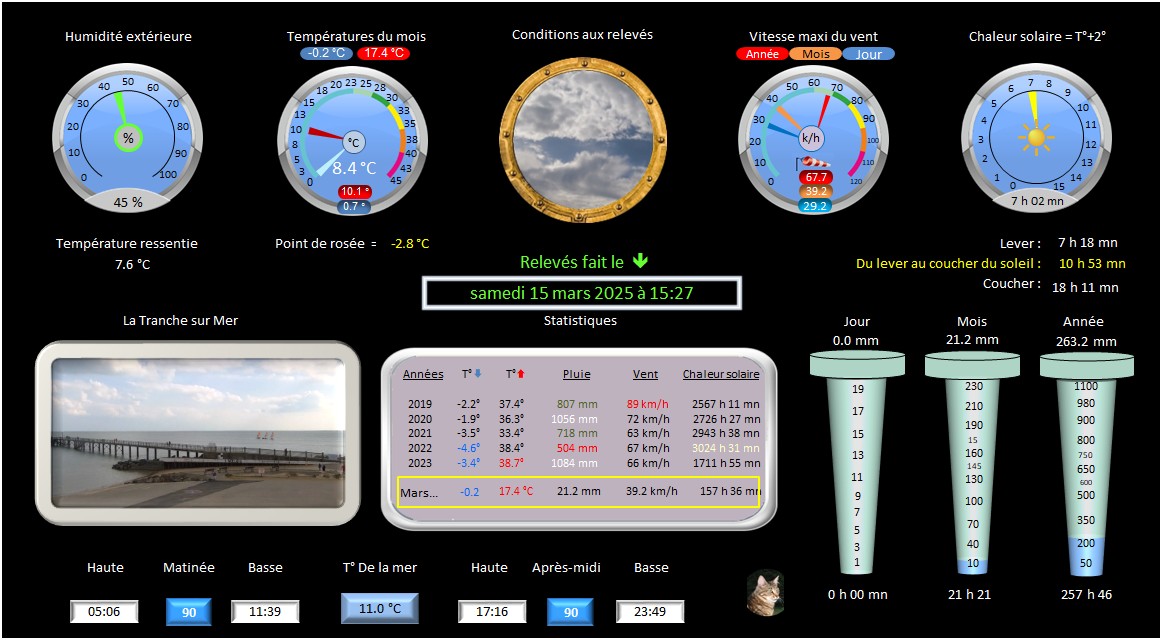 Humidité extérieure
0 10 20 30 40 50 60 70 80 90 100
%
45 %
Températures du mois
-0.2 °C 17.4 °C
0 3 5 8 10 13 15 18 20 23 25 28 30 33 35 38 40 43 45
°C
8.4 °C
10.1 °
0.7 °
Conditions aux relevés
Vitesse maxi du vent
Année Mois Jour
0 10 20 30 40 50 60 70 80 90 100 110 120
k/h
67.7
39.2
29.2
Chaleur solaire = T°+2°
0 1 2 3 4 5 6 7 8 9 10 11 12 13 14 15
7 h 02 mn
Température ressentie
7.6 °C
Point de rosée = -2.8 °C
Relevés fait le
samedi 15 mars 2025 à 15:27
Lever : 7 h 18 mn
Du lever au coucher du soleil : 10 h 53 mn
Coucher : 18 h 11 mn
La Tranche sur Mer
Statistiques
Années T° T° Pluie Vent Chaleur solaire
2019 -2.2° 37.4° 807 mm 89 km/h 2567 h 11 mn
2020 -1.9° 36.3° 1056 mm 72 km/h 2726 h 27 mn
2021 -3.5° 33.4° 718 mm 63 km/h 2943 h 38 mn
2022 -4.6° 38.4° 504 mm 67 km/h 3024 h 31 mn
2023 -3.4° 38.7° 1084 mm 66 km/h 1711 h 55 mn
Mars... -0.2 17.4 °C 21.2 mm 39.2 km/h 157 h 36 mn
Jour
0.0 mm
19
17
15
13
11
9
7
5
3
1
0 h 00 mn
Mois
21.2 mm
230
210
190
15
160
145
130
100
70
40
10
21 h 21
Année
263.2 mm
1100
980
900
800
750
650
600
500
350
200
50
257 h 46
Haute Matinée Basse
05:06 90 11:39
T° De la mer
11.0 °C
Haute Après-midi Basse
17:16 90 23:49